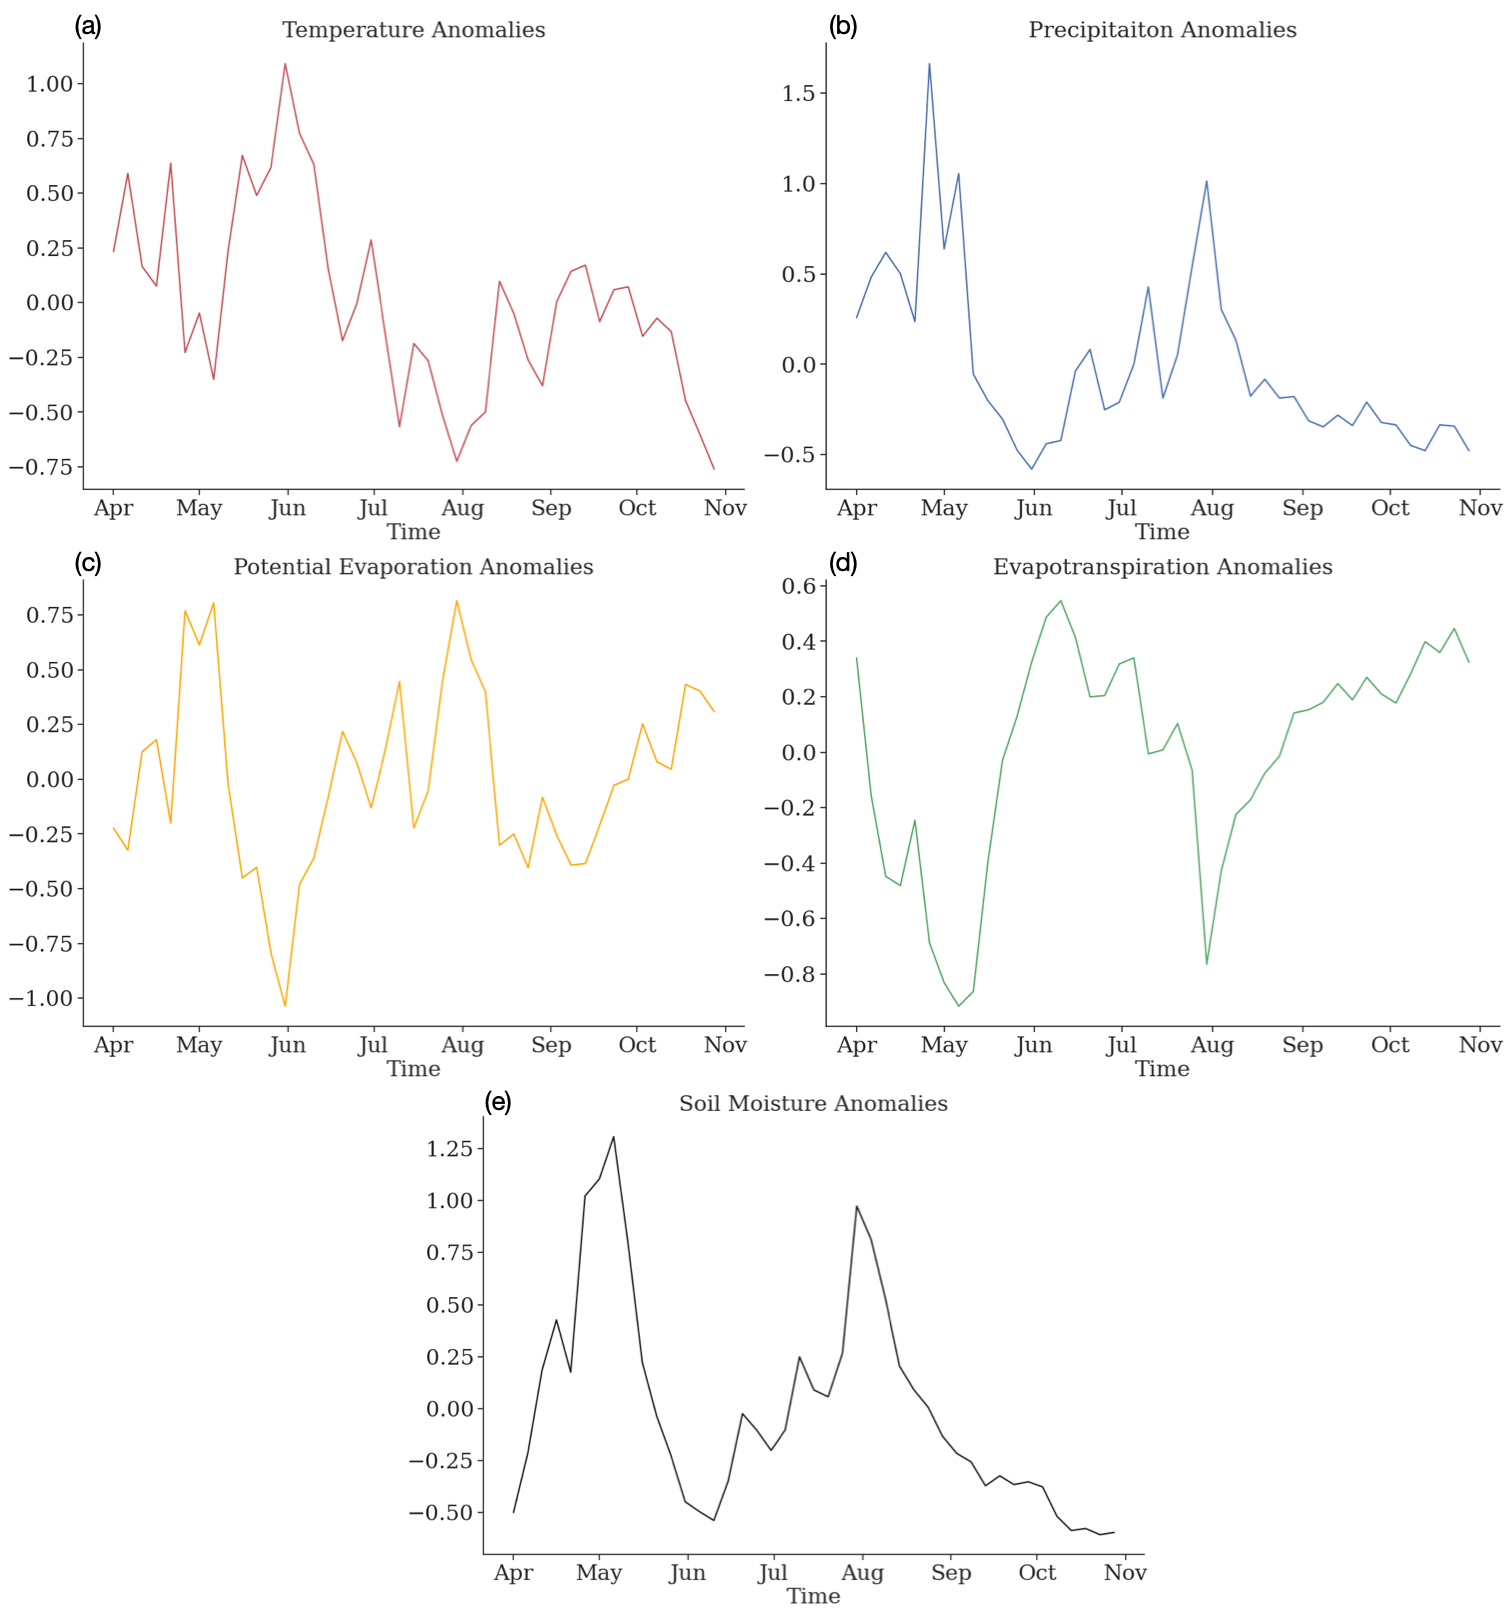 (a) Temperature Anomalies
1.00
0.75
0.50
0.25
0.00
−0.25
−0.50
−0.75
Apr May Jun Jul Aug Sep Oct Nov
Time
(b) Precipitaiton Anomalies
1.5
1.0
0.5
0.0
−0.5
Apr May Jun Jul Aug Sep Oct Nov
Time
(c) Potential Evaporation Anomalies
0.75
0.50
0.25
0.00
−0.25
−0.50
−0.75
−1.00
Apr May Jun Jul Aug Sep Oct Nov
Time
(d) Evapotranspiration Anomalies
0.6
0.4
0.2
0.0
−0.2
−0.4
−0.6
−0.8
Apr May Jun Jul Aug Sep Oct Nov
Time
(e) Soil Moisture Anomalies
1.25
1.00
0.75
0.50
0.25
0.00
−0.25
−0.50
Apr May Jun Jul Aug Sep Oct Nov
Time